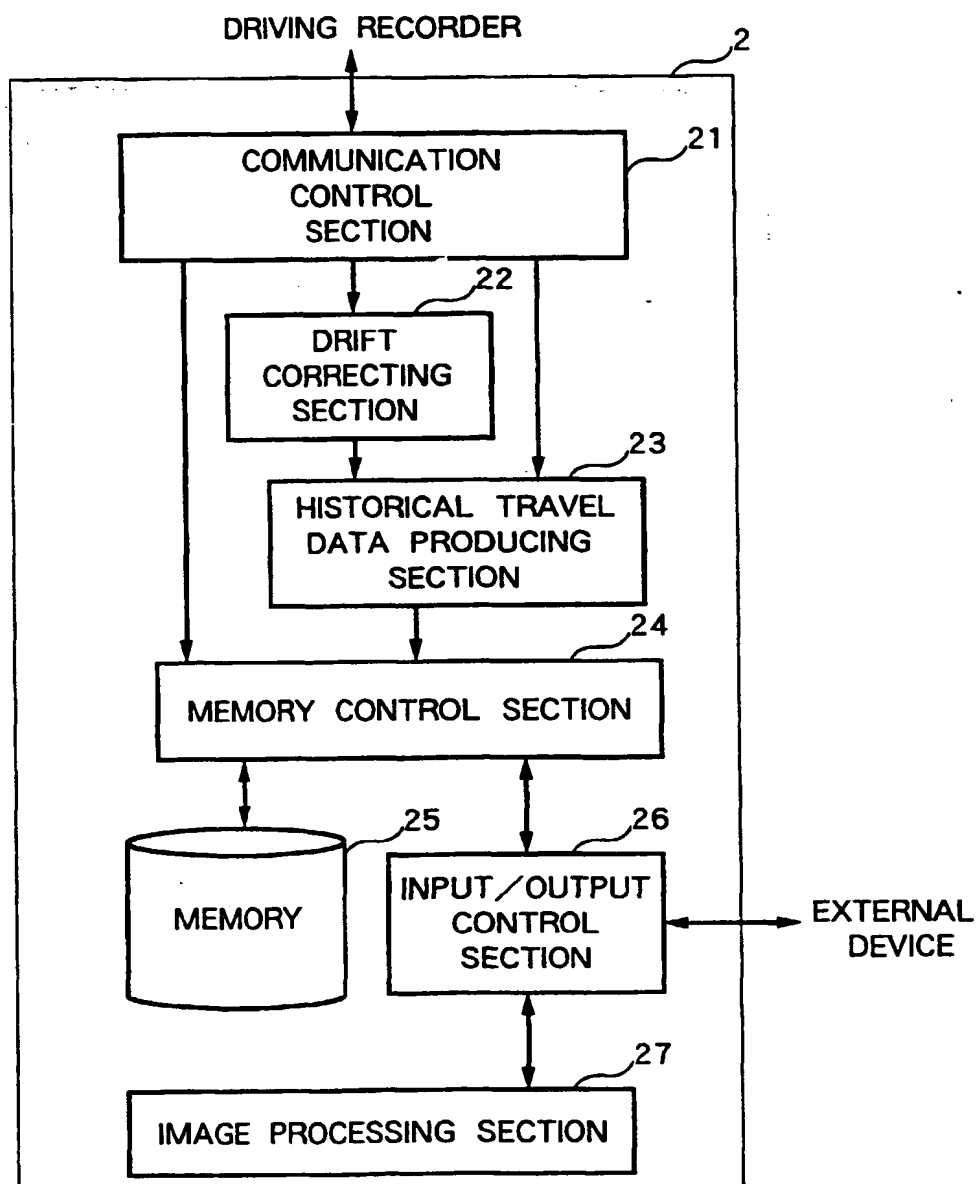 DRIVING RECORDER
2
COMMUNICATION
CONTROL
SECTION
21
22
DRIFT
CORRECTING
SECTION
23
HISTORICAL TRAVEL
DATA PRODUCING
SECTION
24
MEMORY CONTROL SECTION
25
MEMORY
26
INPUT/OUTPUT
CONTROL
SECTION
EXTERNAL
DEVICE
27
IMAGE PROCESSING SECTION